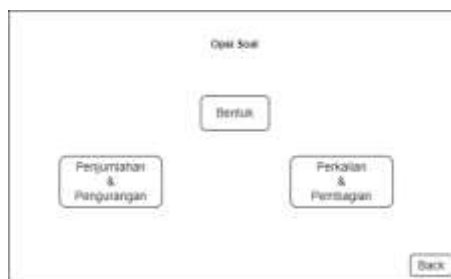 Opsi Soal
Bentuk
Penjumlahan
&
Pengurangan
Perkalian
&
Pembagian
Back